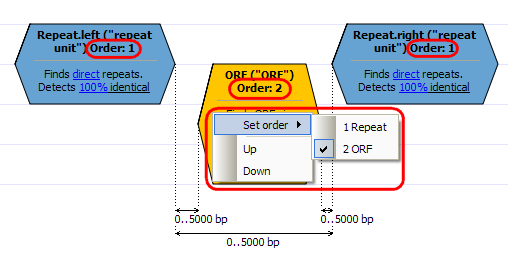 Repeat.left ("repeat
unit") Order: 1
Finds direct repeats.
Detects 100% identical
Repeat.right ("repeat
unit") Order: 1
Finds direct repeats.
Detects 100% identical
ORF ("ORF")
Order: 2
Set order
Up
Down
1 Repeat
2 ORF
0..5000 bp
0..5000 bp
0..5000 bp